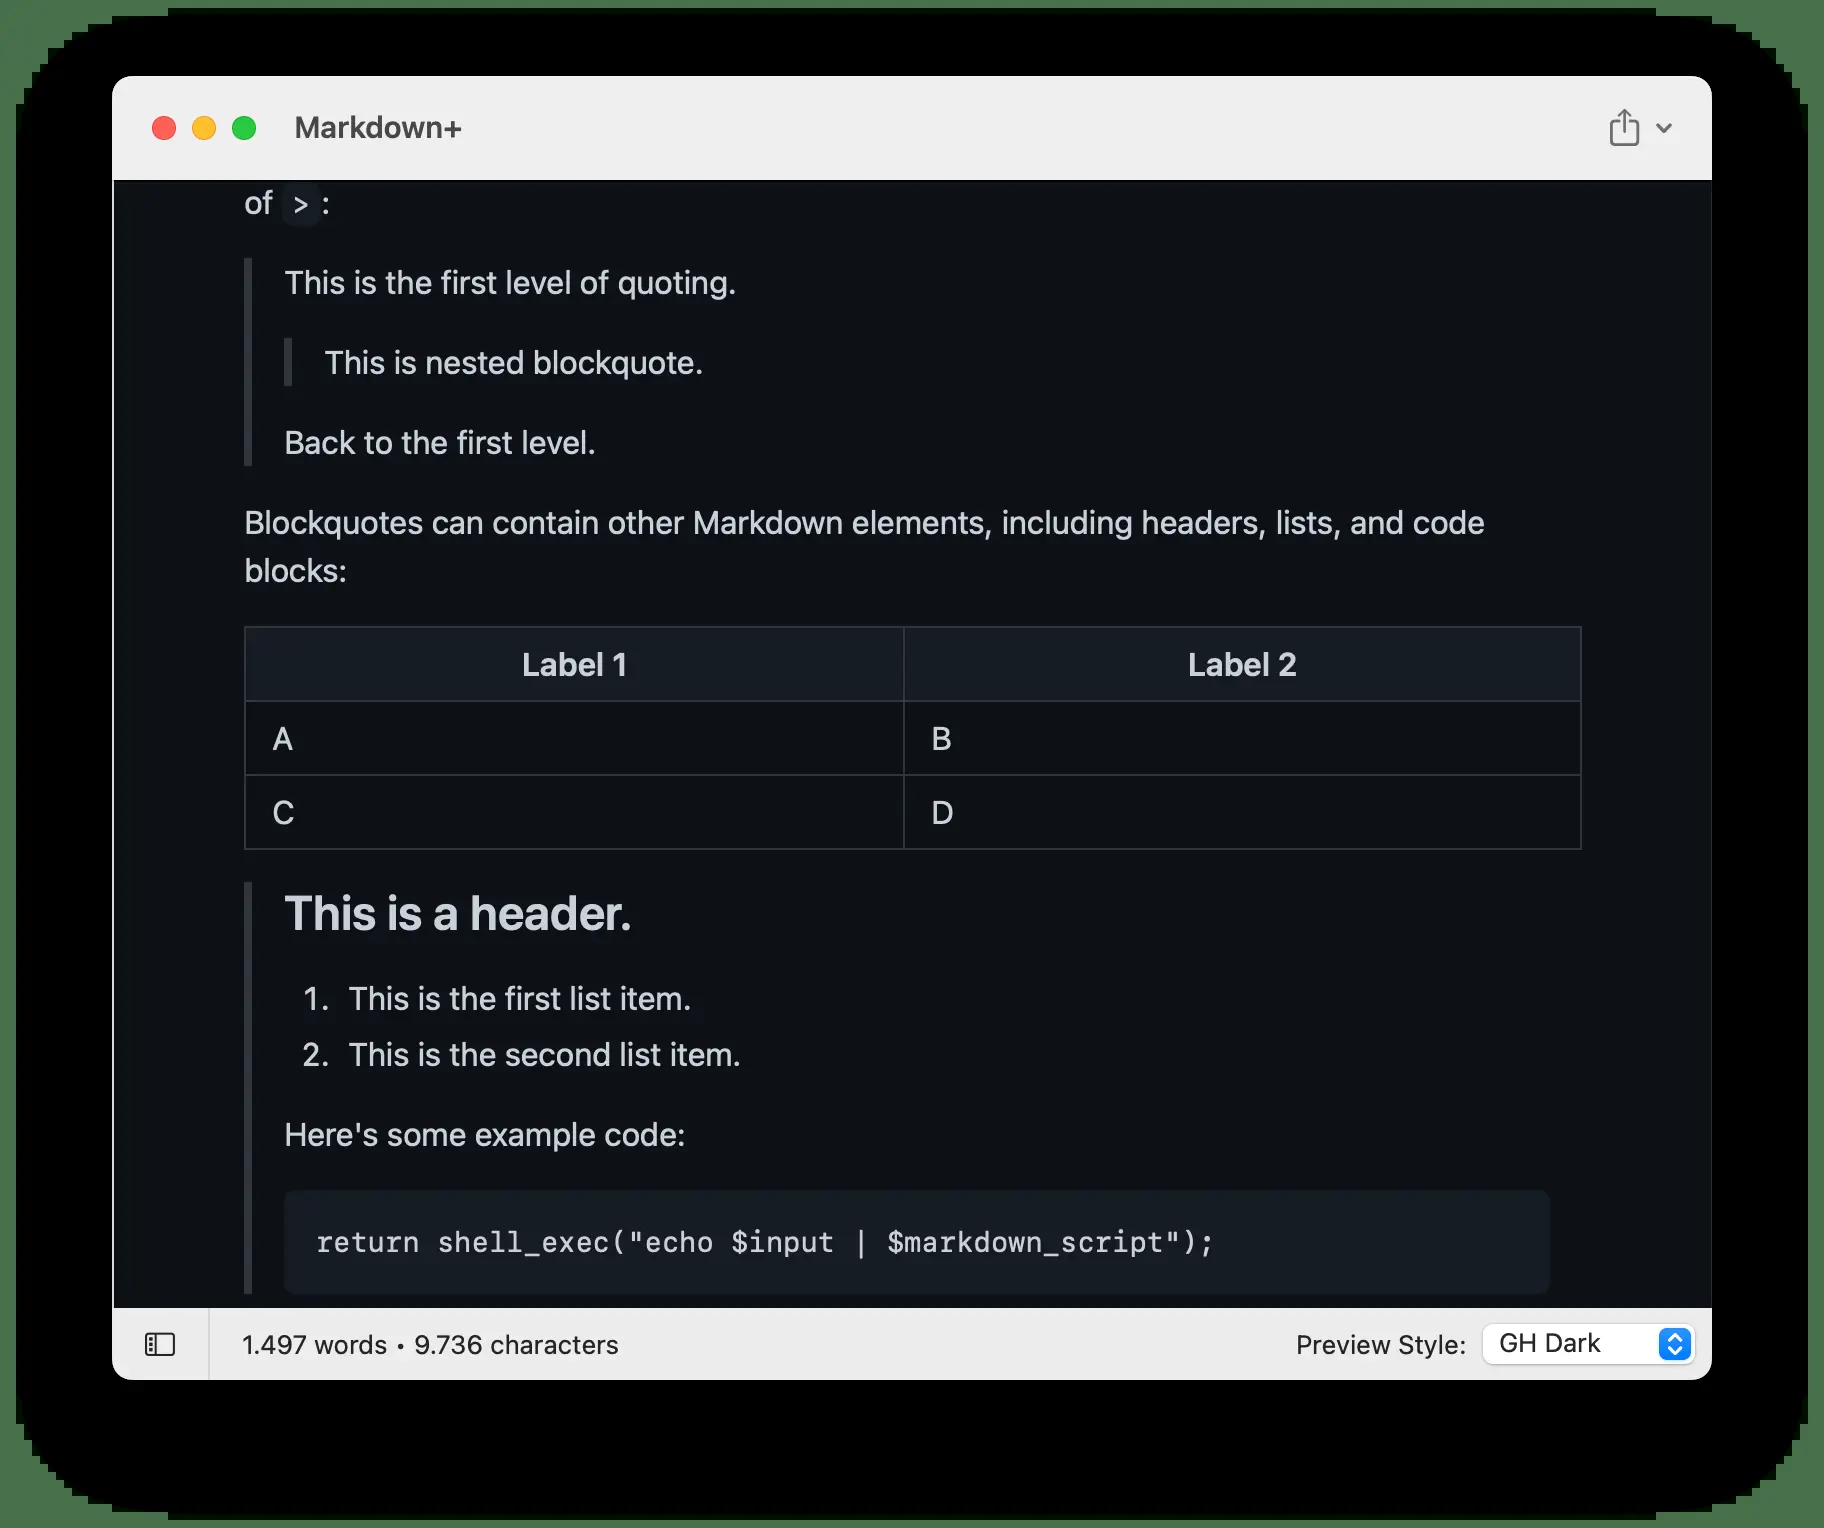 Markdown+
of > :
This is the first level of quoting.
This is nested blockquote.
Back to the first level.
Blockquotes can contain other Markdown elements, including headers, lists, and code
blocks:
Label 1 Label 2
A B
C D
This is a header.
1. This is the first list item.
2. This is the second list item.
Here's some example code:
return shell_exec("echo $input | $markdown_script");
1.497 words • 9.736 characters Preview Style: GH Dark